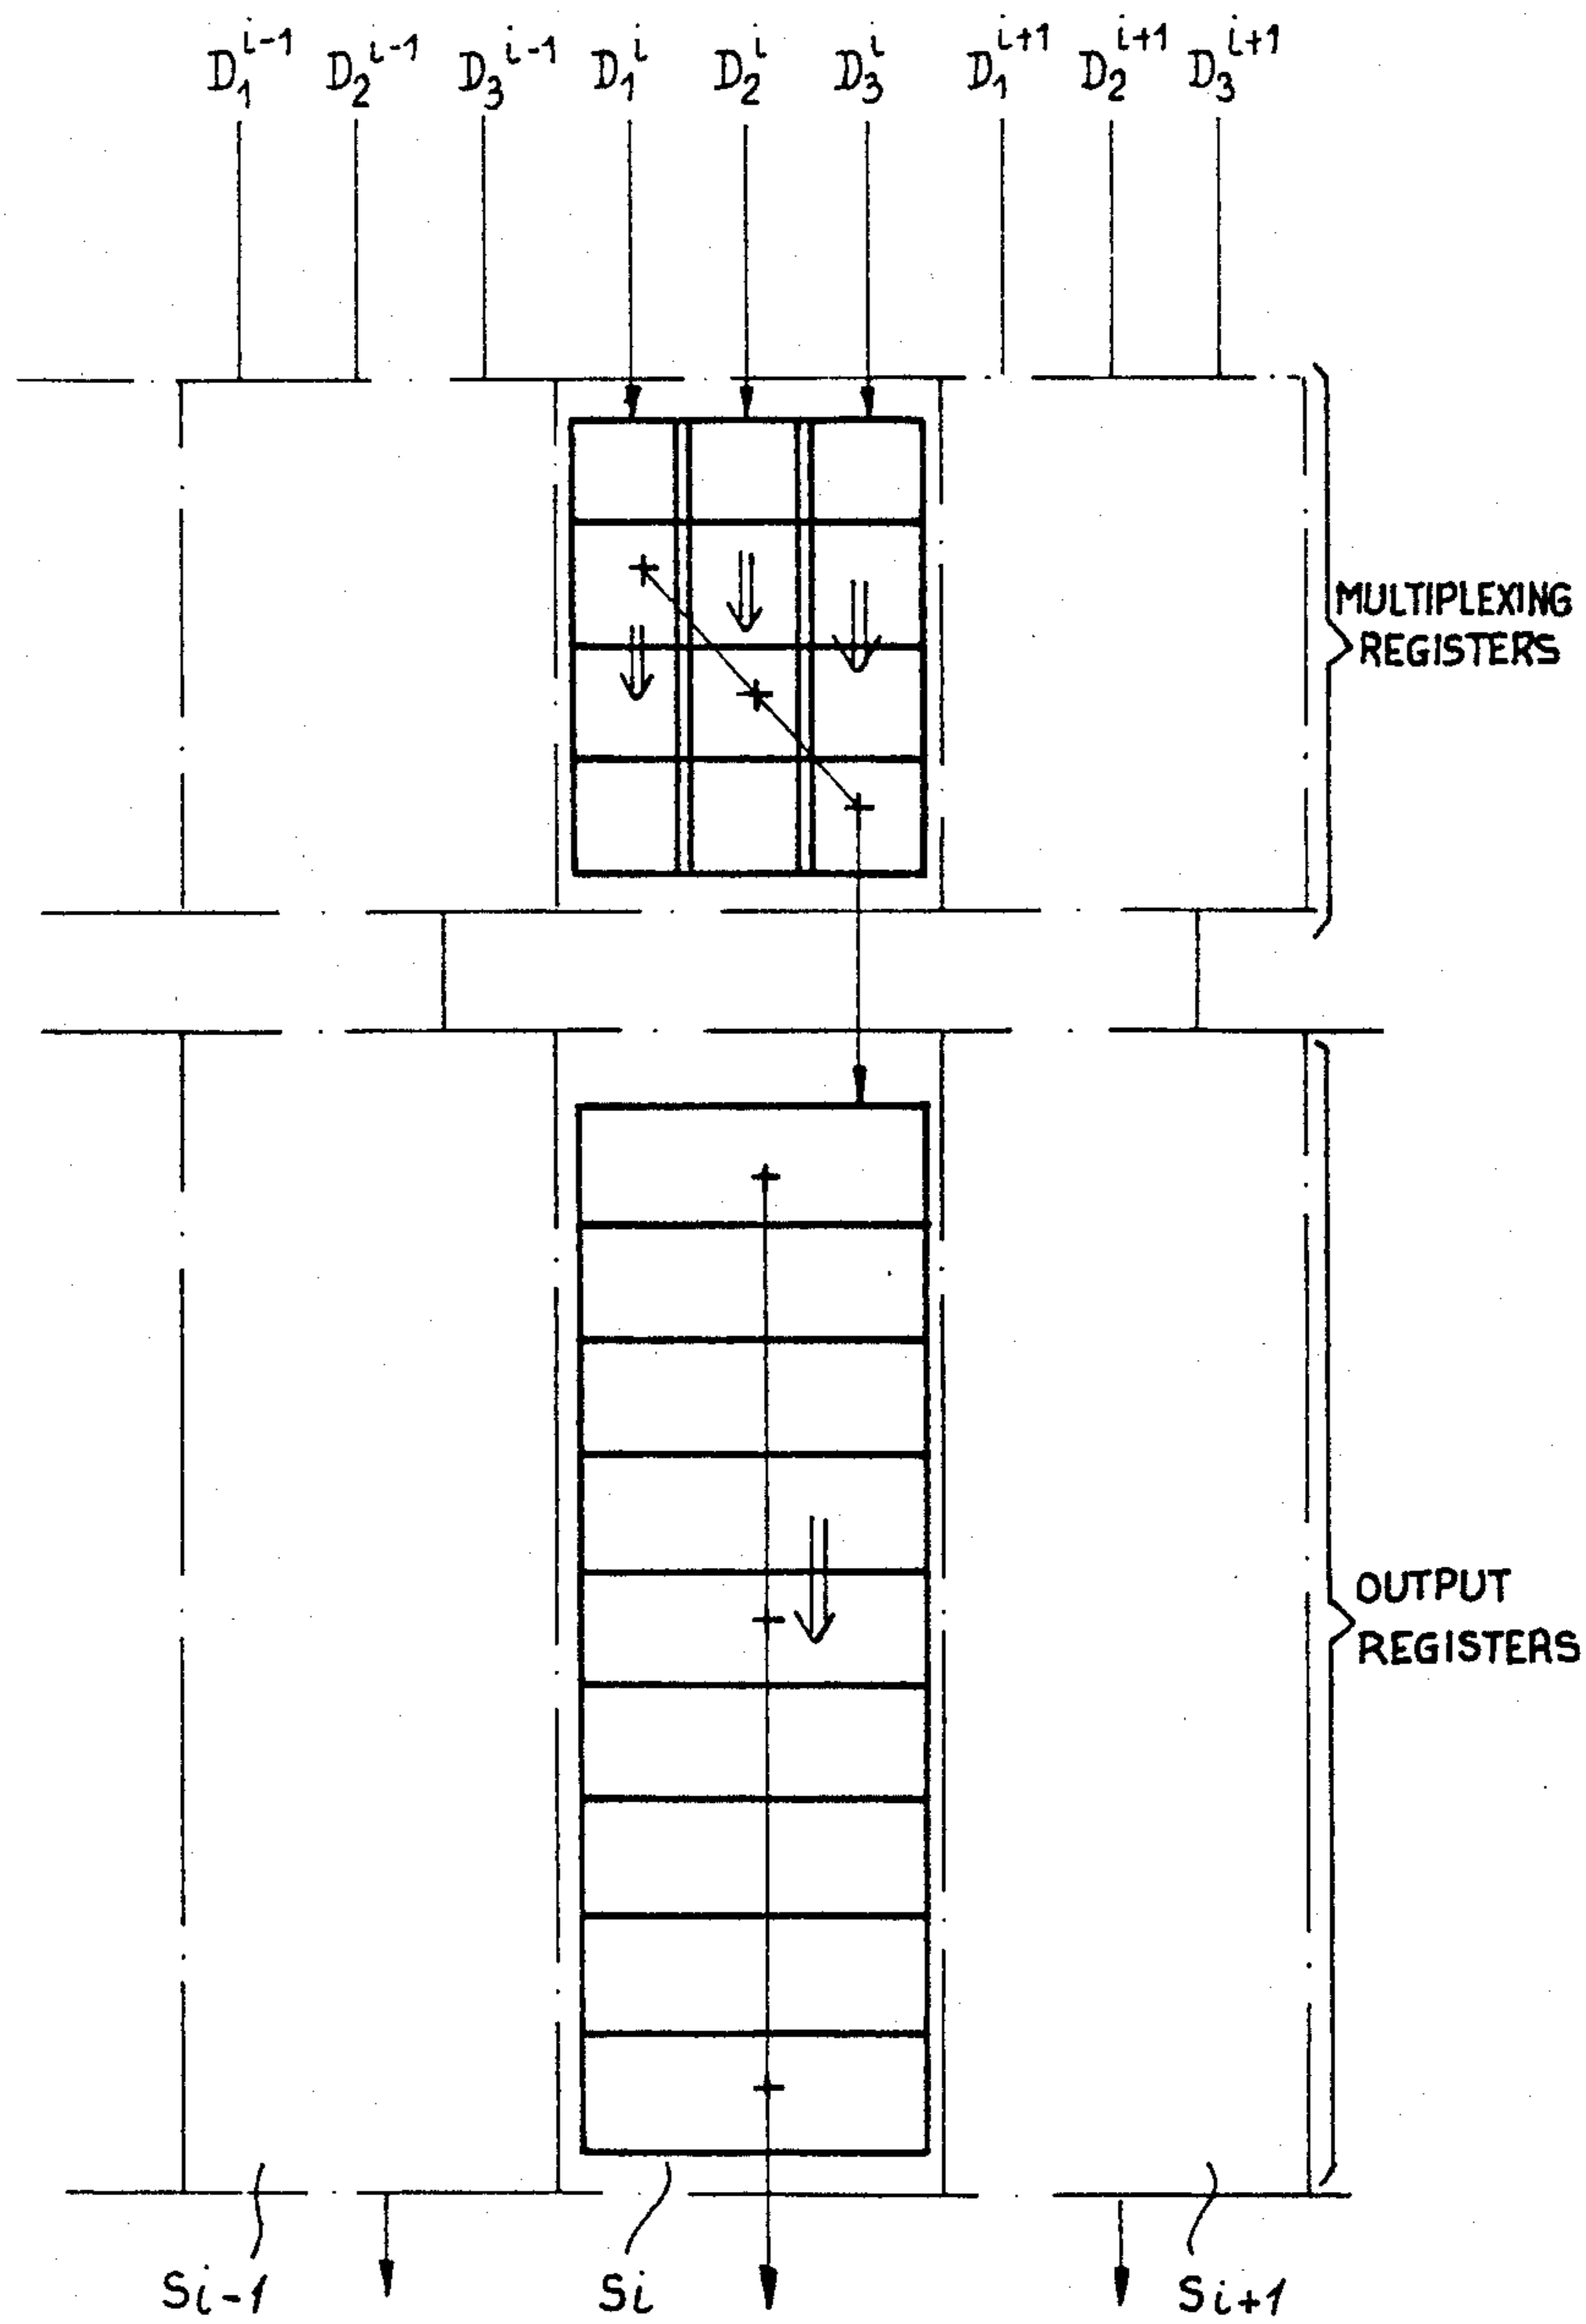 D₁ⁱ⁻¹ D₂ⁱ⁻¹ D₃ⁱ⁻¹ D₁ⁱ D₂ⁱ D₃ⁱ D₁ⁱ⁺¹ D₂ⁱ⁺¹ D₃ⁱ⁺¹
MULTIPLEXING
REGISTERS
OUTPUT
REGISTERS
Si-1 Si Si+1